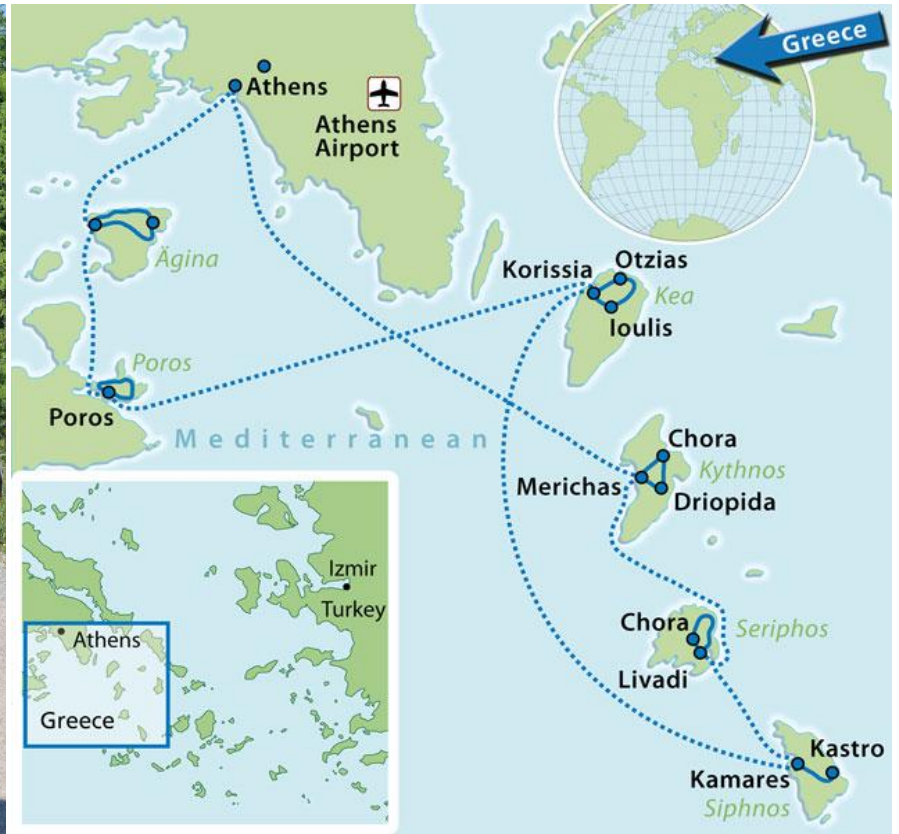 Greece
Athens
Athens
Airport
Ägina
Korissia
Otzias
Kea
Ioulis
Poros
Poros
Mediterranean
Chora
Kythnos
Merichas
Driopida
Izmir
Turkey
Athens
Greece
Chora
Seriphos
Livadi
Kastro
Kamares
Siphnos